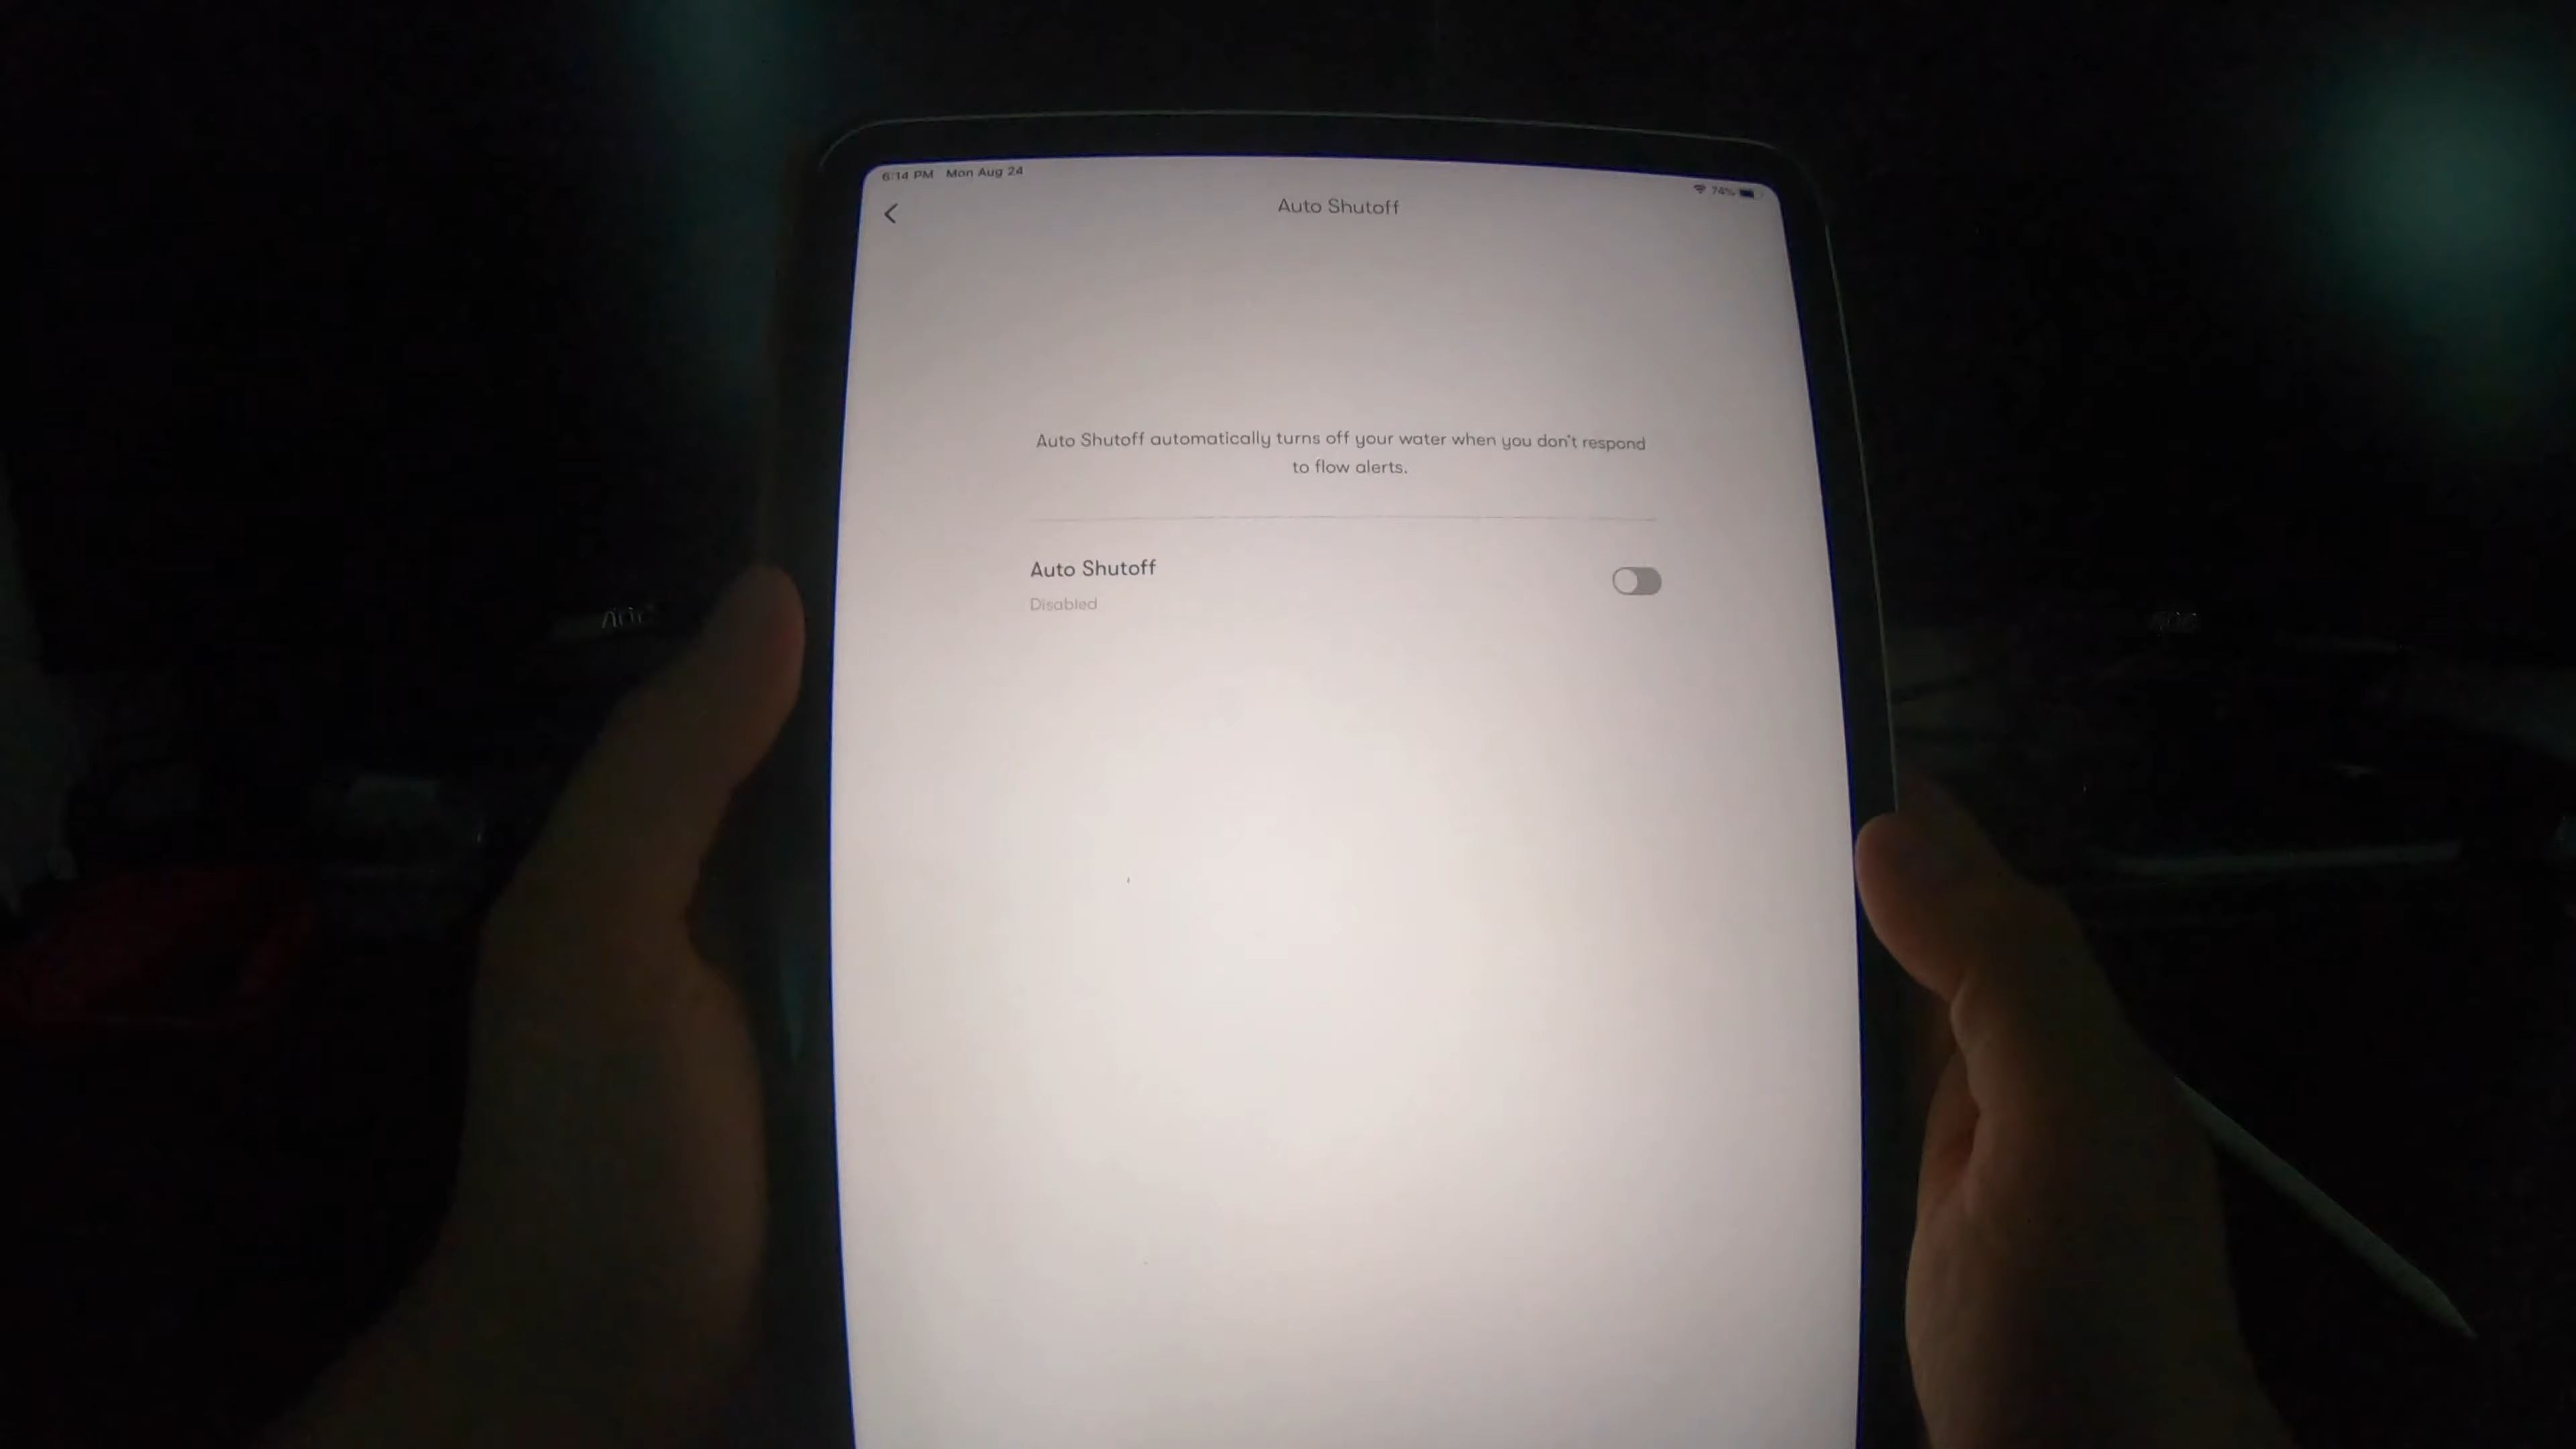 6:14 PM Mon Aug 24
74%
Auto Shutoff
Auto Shutoff automatically turns off your water when you don't respond
to flow alerts.
Auto Shutoff
Disabled